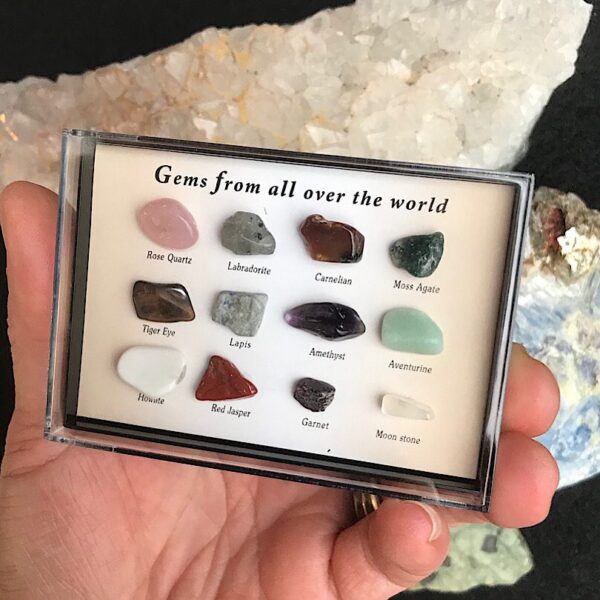 Gems from all over the world
Rose Quartz
Labradorite
Carnelian
Moss Agate
Tiger Eye
Lapis
Amethyst
Aventurine
Howlite
Red Jasper
Garnet
Moon stone